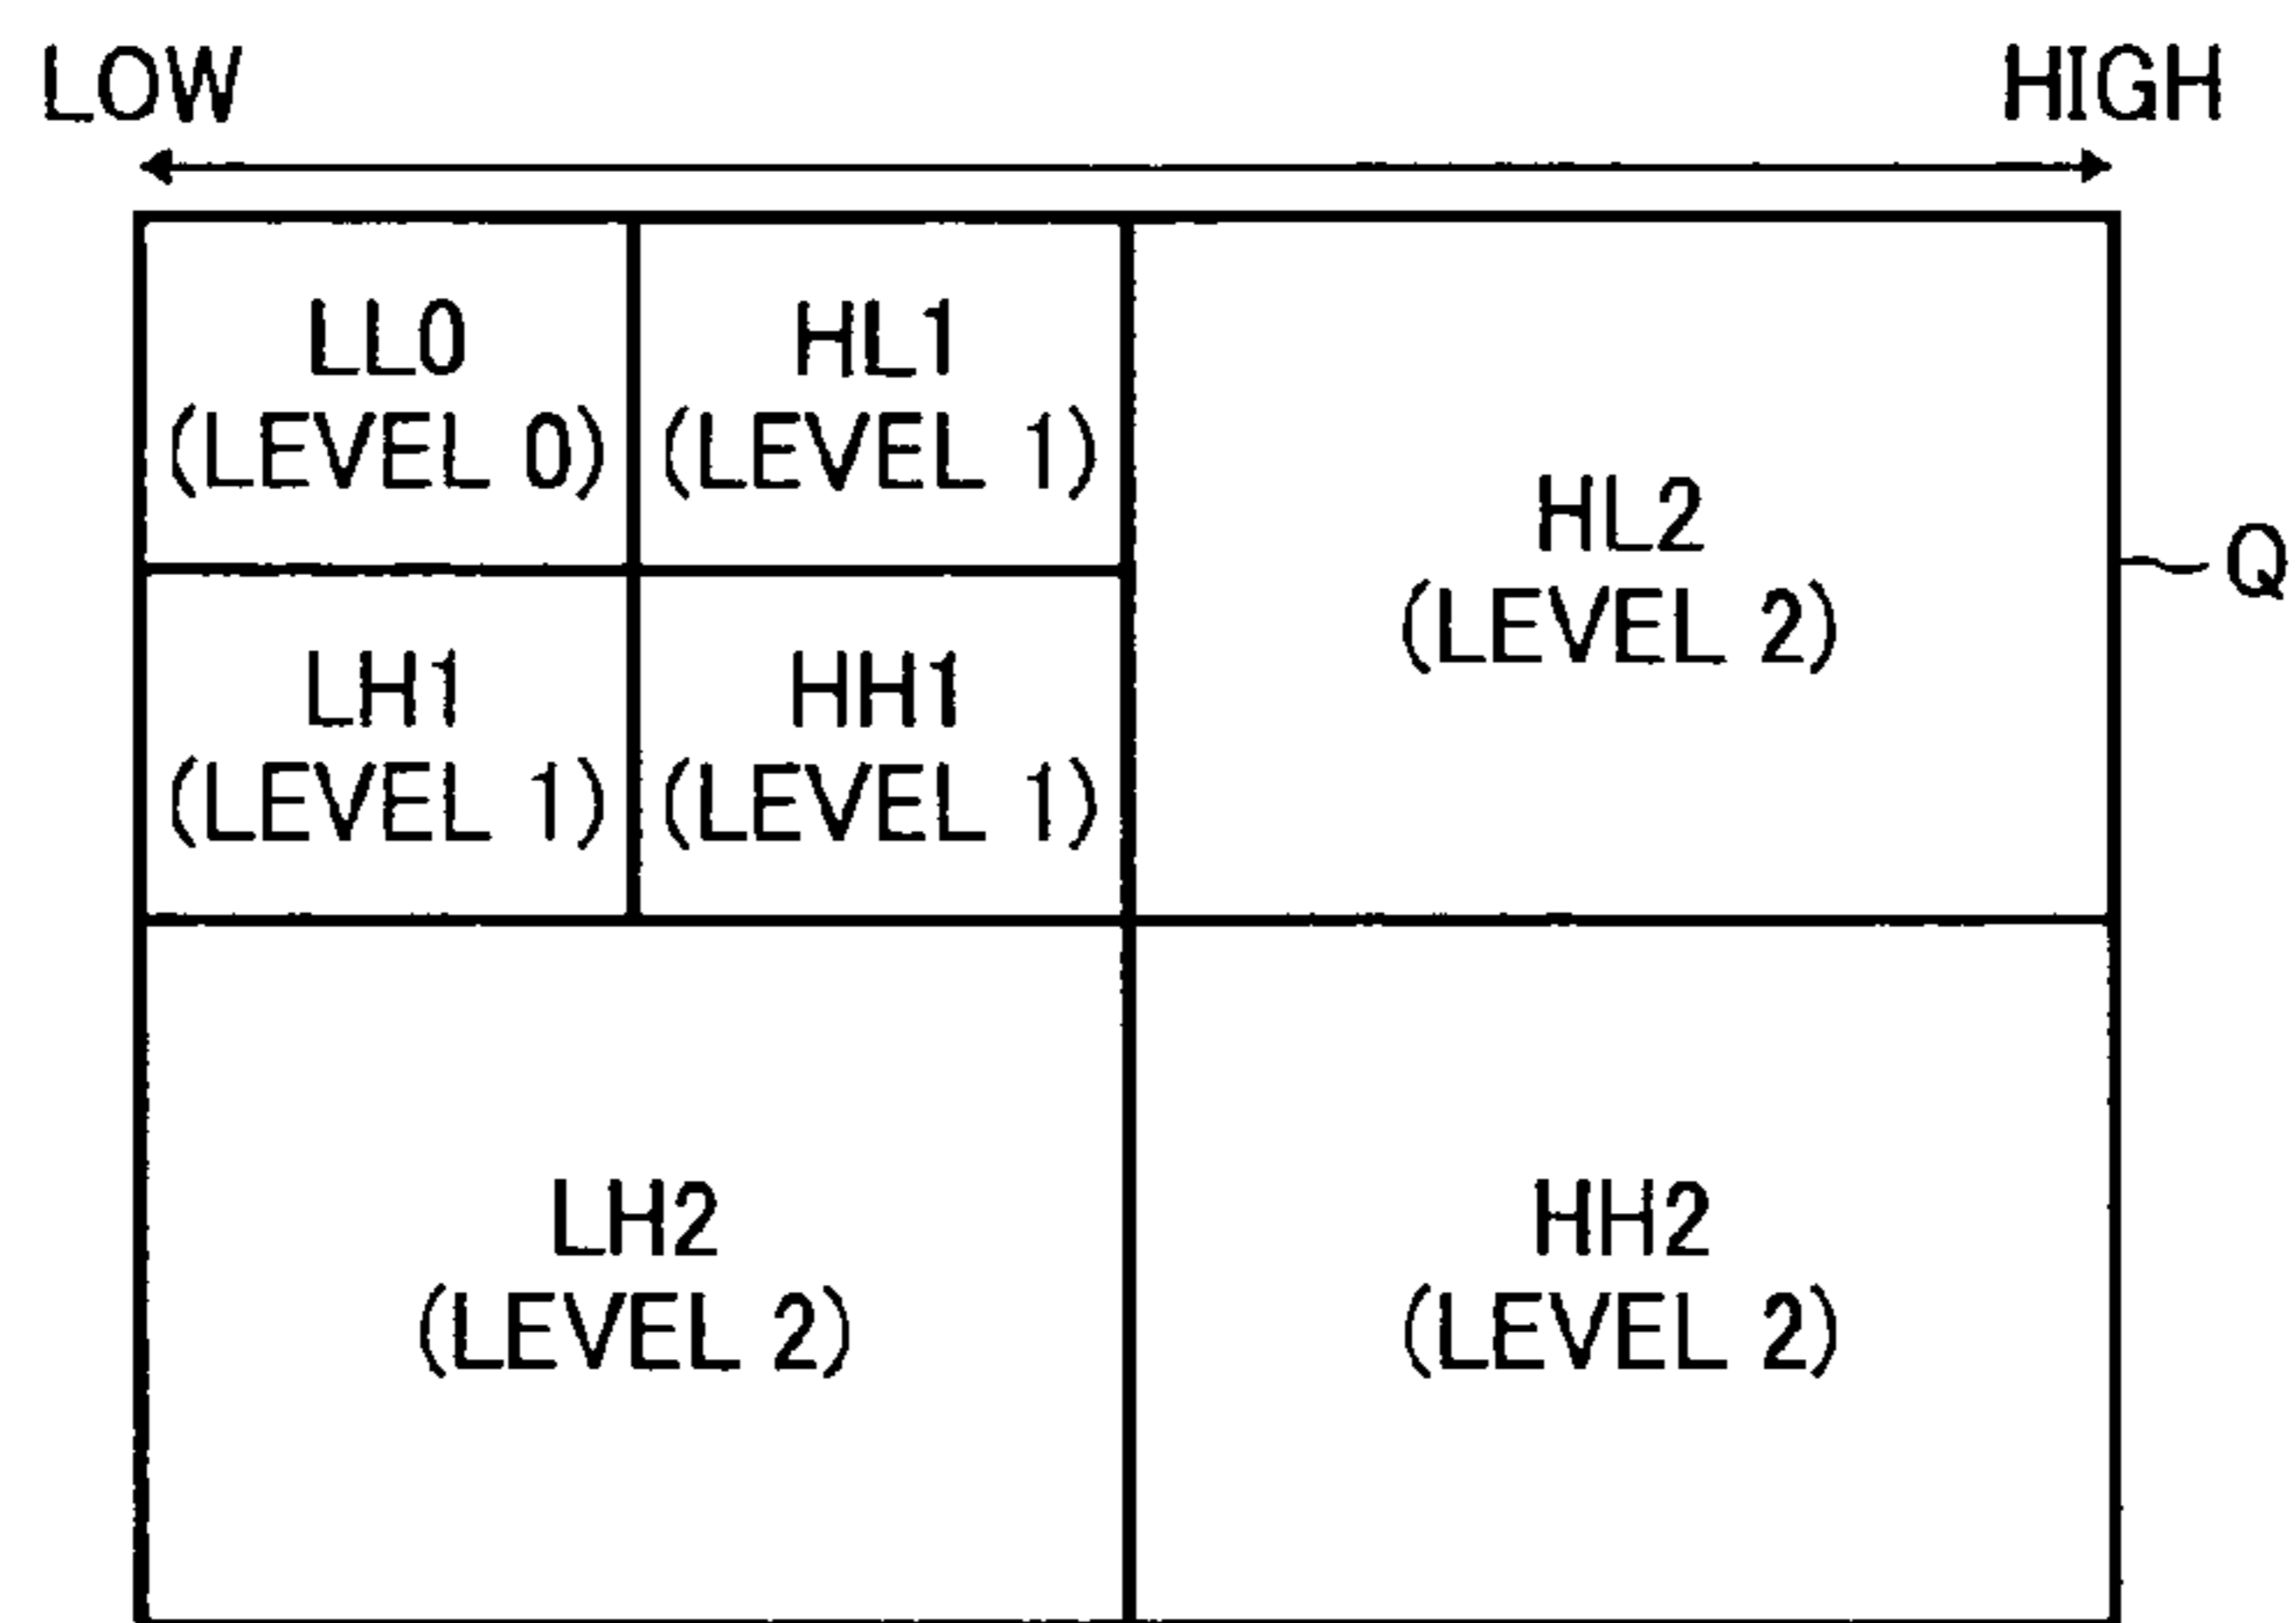 LOW
HIGH
LL0
(LEVEL 0)
HL1
(LEVEL 1)
HL2
(LEVEL 2)
Q
LH1
(LEVEL 1)
HH1
(LEVEL 1)
LH2
(LEVEL 2)
HH2
(LEVEL 2)